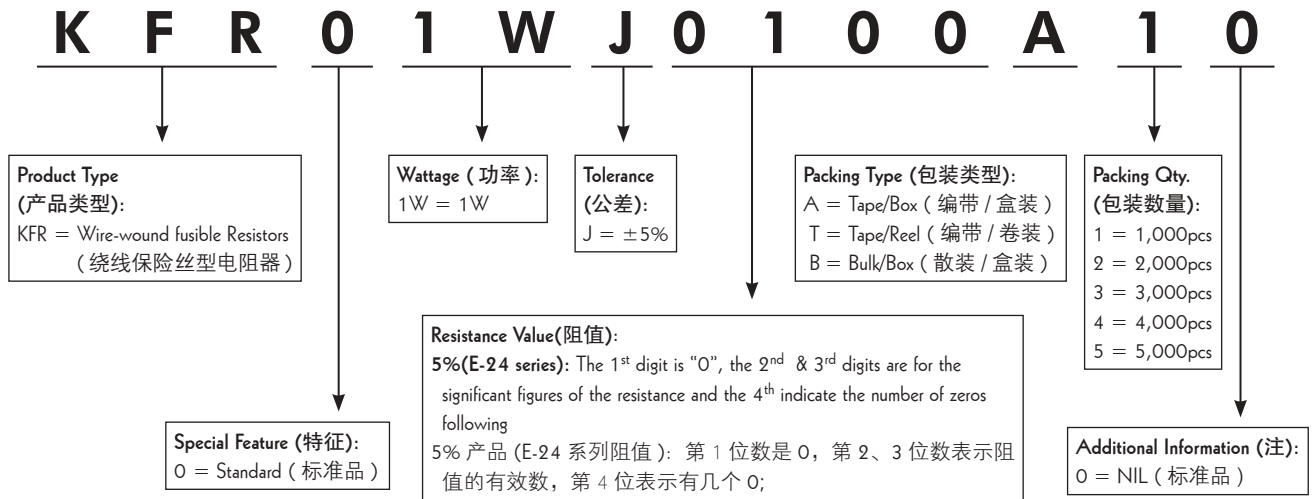 K F R 0 1 W J 0 1 0 0 A 1 0
Product Type
(产品类型):
KFR = Wire-wound fusible Resistors
(绕线保险丝型电阻器)
Wattage (功率):
1W = 1W
Tolerance
(公差):
J = ±5%
Packing Type (包装类型):
A = Tape/Box (编带 / 盒装)
T = Tape/Reel (编带 / 卷装)
B = Bulk/Box (散装 / 盒装)
Packing Qty.
(包装数量):
1 = 1,000pcs
2 = 2,000pcs
3 = 3,000pcs
4 = 4,000pcs
5 = 5,000pcs
Resistance Value(阻值):
5%(E-24 series): The 1st digit is “0”, the 2nd & 3rd digits are for the
significant figures of the resistance and the 4th indicate the number of zeros
following
5% 产品 (E-24 系列阻值): 第 1 位数是 0，第 2、3 位数表示阻
值的有效数，第 4 位表示有几个 0;
Special Feature (特征):
0 = Standard (标准品)
Additional Information (注):
0 = NIL (标准品)